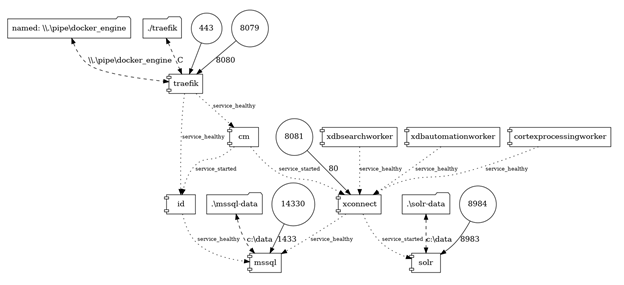 named: \\.\pipe\docker_engine
./traefik
443
8079
\\.\pipe\docker_engine
C
8080
traefik
service_healthy
service_healthy
cm
8081
xdbsearchworker
xdbautomationworker
cortexprocessingworker
service_started
service_started
80
service_healthy
service_healthy
service_healthy
id
.\mssql-data
14330
xconnect
.\solr-data
8984
service_healthy
c:\data
1433
service_healthy
service_started
c:\data
8983
mssql
solr